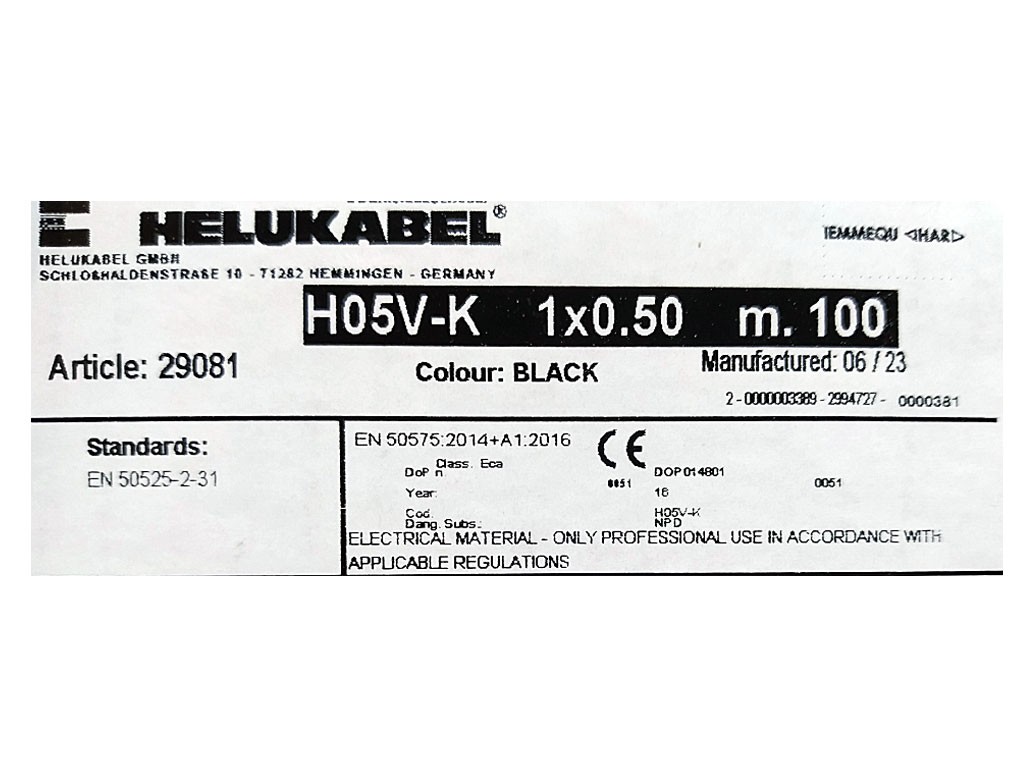 HELUKABEL®
HELUKABEL GMBH
SCHLOßHALDENSTRAßE 10 - 71282 HEMMINGEN - GERMANY
IEMMEQU <HAR>
H05V-K 1x0.50 m. 100
Article: 29081
Colour: BLACK
Manufactured: 06 / 23
2 - 0000003389 - 2994727 - 0000381
Standards:
EN 50525-2-31
EN 50575:2014+A1:2016
CE
Class. Eca
DoP n. DOP014801
0051 0051
Year: 16
Cod. H05V-K
Dang. Subs.: NPD
ELECTRICAL MATERIAL - ONLY PROFESSIONAL USE IN ACCORDANCE WITH
APPLICABLE REGULATIONS